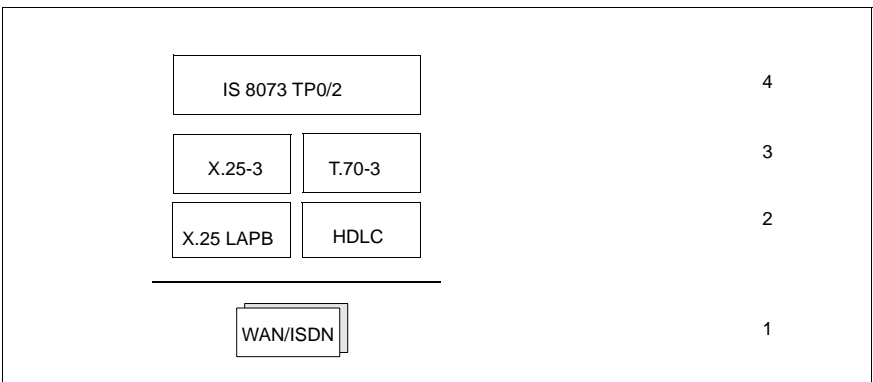 IS 8073 TP0/2 4
X.25-3 T.70-3 3
X.25 LAPB HDLC 2
WAN/ISDN 1